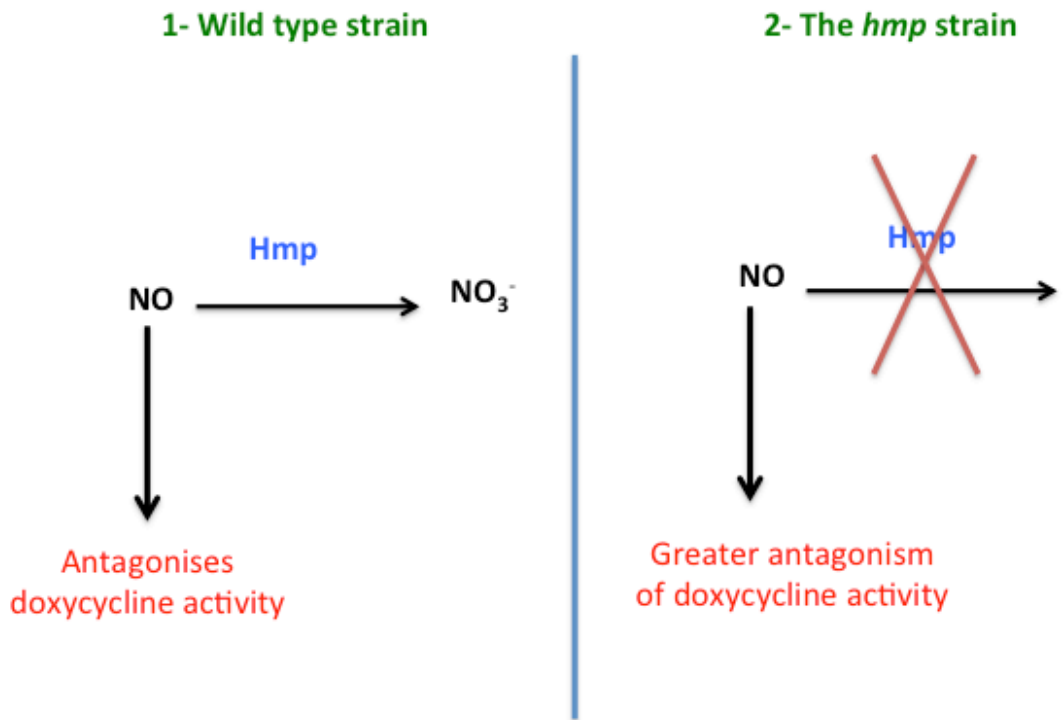 1- Wild type strain
Hmp
NO
NO₃⁻
Antagonises
doxycycline activity
2- The hmp strain
Hmp
NO
Greater antagonism
of doxycycline activity